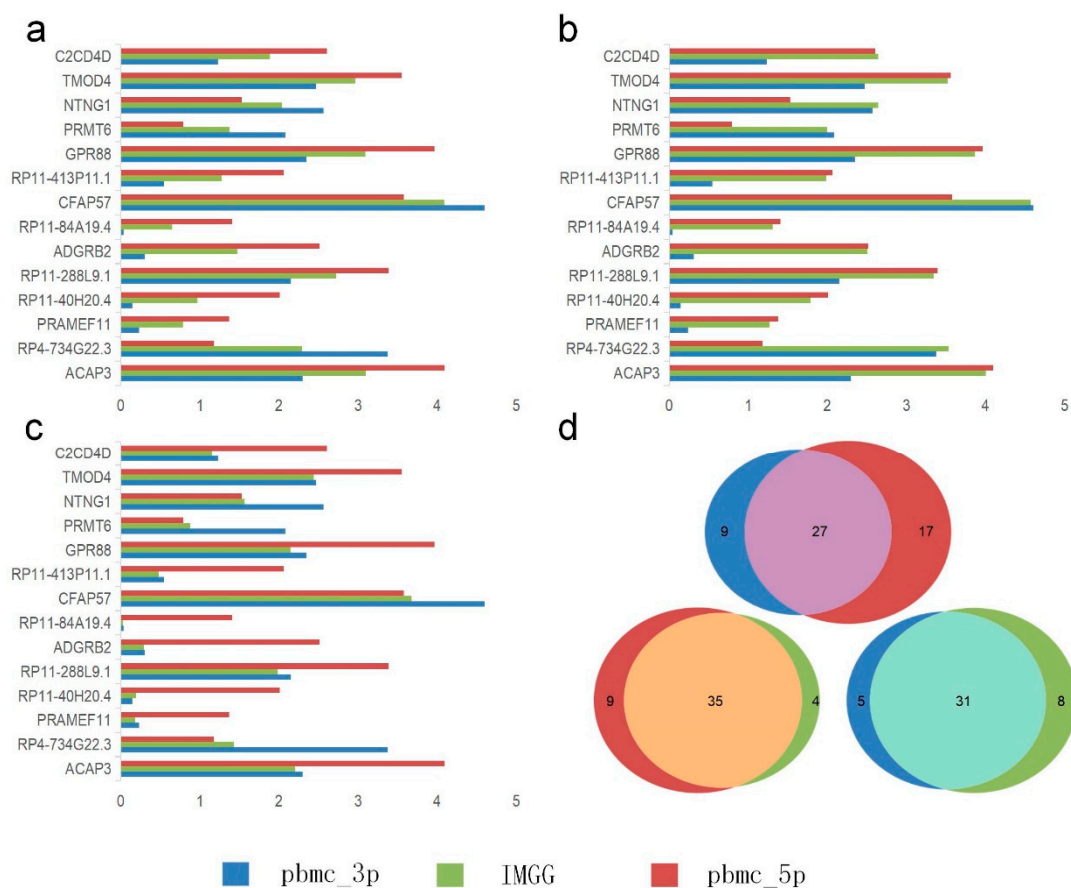 a
C2CD4D
TMOD4
NTNG1
PRMT6
GPR88
RP11-413P11.1
CFAP57
RP11-84A19.4
ADGRB2
RP11-288L9.1
RP11-40H20.4
PRAMEF11
RP4-734G22.3
ACAP3
0 1 2 3 4 5
b
C2CD4D
TMOD4
NTNG1
PRMT6
GPR88
RP11-413P11.1
CFAP57
RP11-84A19.4
ADGRB2
RP11-288L9.1
RP11-40H20.4
PRAMEF11
RP4-734G22.3
ACAP3
0 1 2 3 4 5
c
C2CD4D
TMOD4
NTNG1
PRMT6
GPR88
RP11-413P11.1
CFAP57
RP11-84A19.4
ADGRB2
RP11-288L9.1
RP11-40H20.4
PRAMEF11
RP4-734G22.3
ACAP3
0 1 2 3 4 5
d
9 27 17
9 35 4
5 31 8
pbmc_3p IMGG pbmc_5p